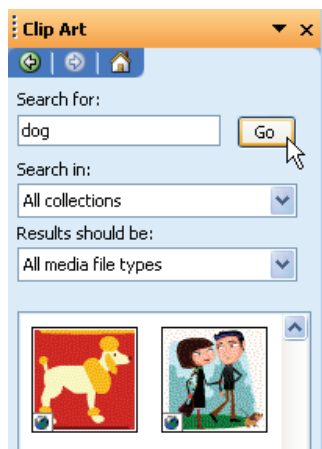 Clip Art
Search for:
dog
Go
Search in:
All collections
Results should be:
All media file types